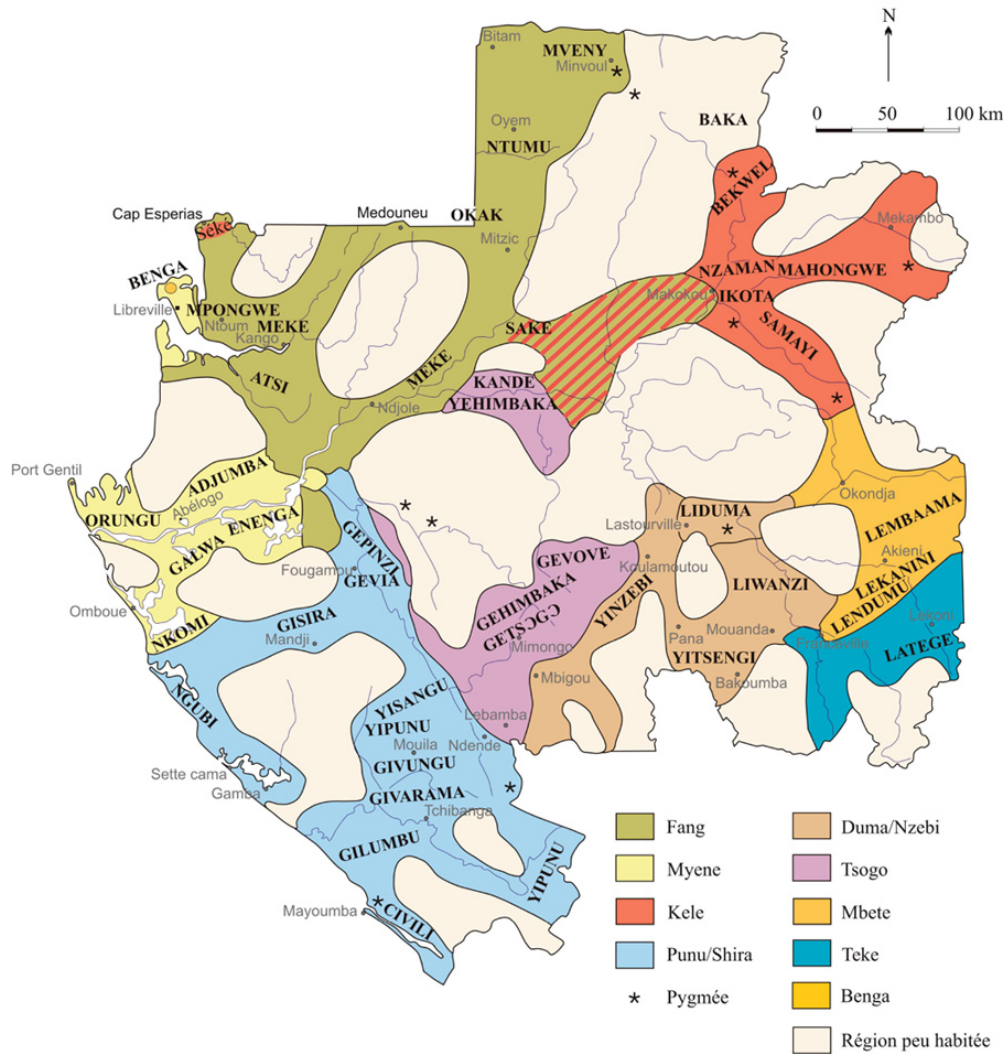 Bitam
MVENY
Minvoul
N
0 50 100 km
BAKA
Oyem
NTUMU
BEKWEL
Cap Esperias
Séké
Medouneu
OKAK
Mitzic
Mekambo
BENGA
NZAMAN
MAHONGWE
Makokou
IKOTA
Libreville
MPONGWE
Ntoum
MEKE
Kango
SAKE
SAMAYI
ATSI
MEKE
KANDE
YEHIMBAKA
Ndjole
Port Gentil
ADJUMBA
Abélogo
ORUNGU
ENENGA
GALWA
Okondja
Lastourville
LIDUMA
LEMBAAMA
GEPINZI
GEVOVE
Koulamoutou
Akieni
Fougamou
GEVIA
LIWANZI
LEKANINI
YINZEBI
GEHIMBAKA
GETSƆGƆ
LENDUMU
Omboue
NKOMI
GISIRA
Mandji
Mimongo
Pana
Mouanda
Franceville
Lekoni
LATEGE
YITSENGI
Mbigou
Bakoumba
NGUBI
YISANGU
YIPUNU
Lebamba
Mouila
Ndende
GIVUNGU
Sette cama
Gamba
GIVARAMA
Tchibanga
GILUMBU
YIPUNU
Mayoumba
CIVILI
Fang
Myene
Kele
Punu/Shira
* Pygmée
Duma/Nzebi
Tsogo
Mbete
Teke
Benga
Région peu habitée